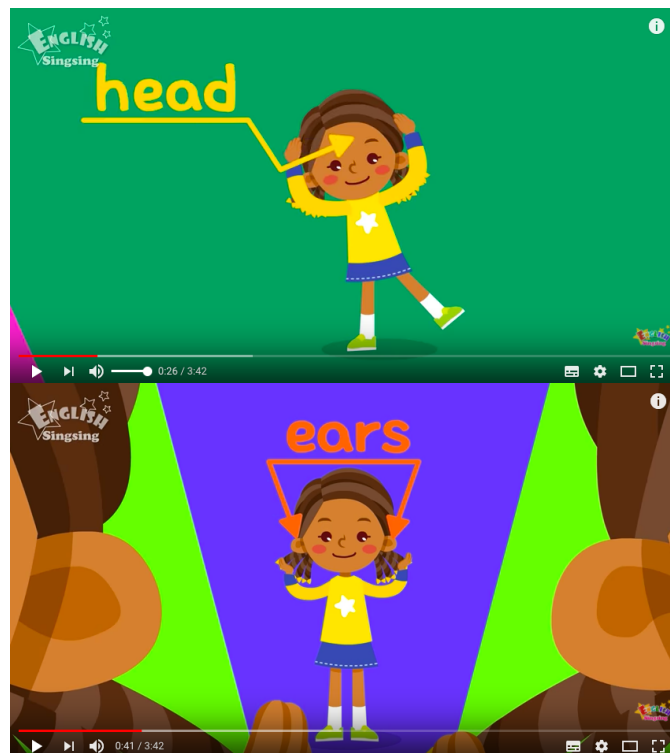 ENGLISH
Singsing
head
0:26 / 3:42
ENGLISH
Singsing
ears
0:41 / 3:42